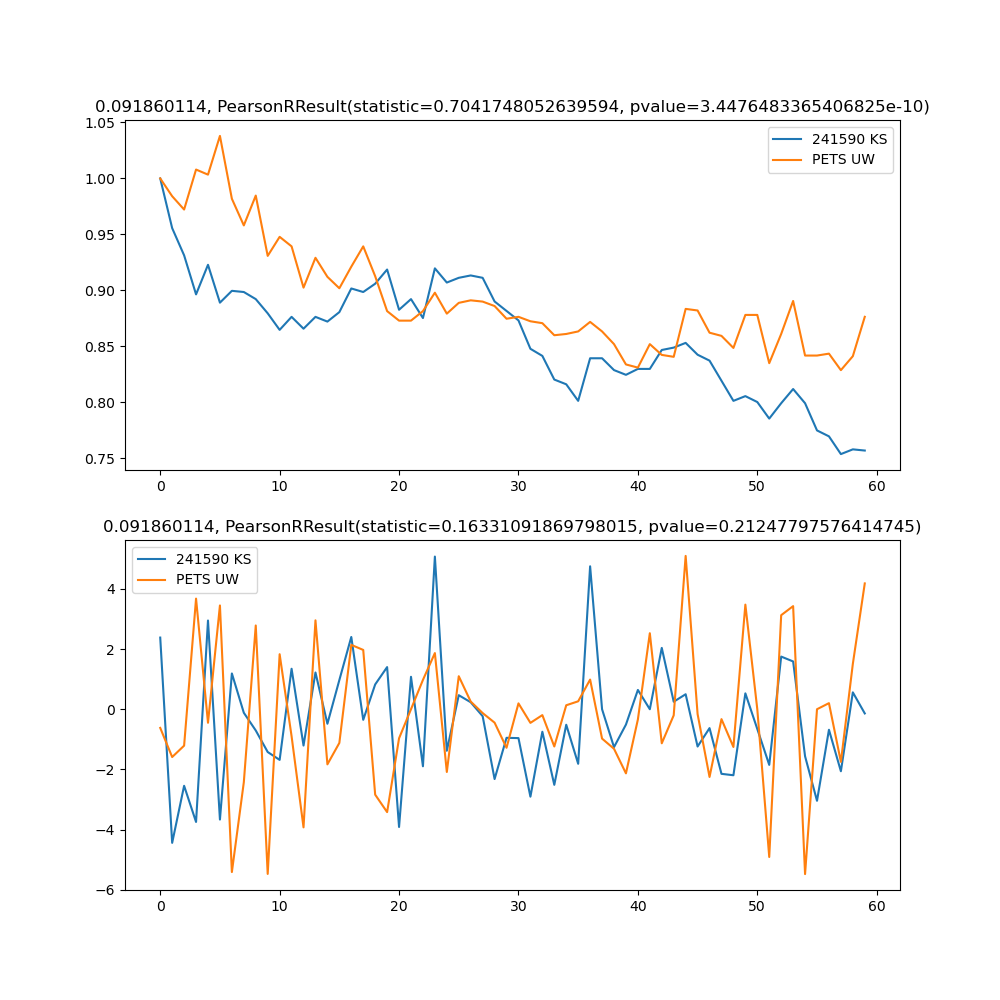 0.091860114, PearsonRResult(statistic=0.7041748052639594, pvalue=3.4476483365406825e-10)
1.05
1.00
0.95
0.90
0.85
0.80
0.75
241590 KS
PETS UW
0 10 20 30 40 50 60
0.091860114, PearsonRResult(statistic=0.16331091869798015, pvalue=0.21247797576414745)
241590 KS
PETS UW
4
2
0
−2
−4
−6
0 10 20 30 40 50 60